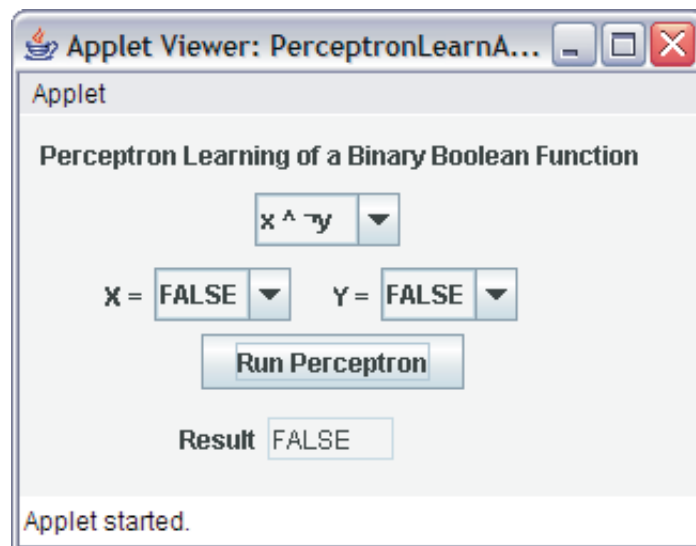 Applet Viewer: PerceptronLearnA...
Applet
Perceptron Learning of a Binary Boolean Function
x ^ ¬y
X = FALSE Y = FALSE
Run Perceptron
Result FALSE
Applet started.